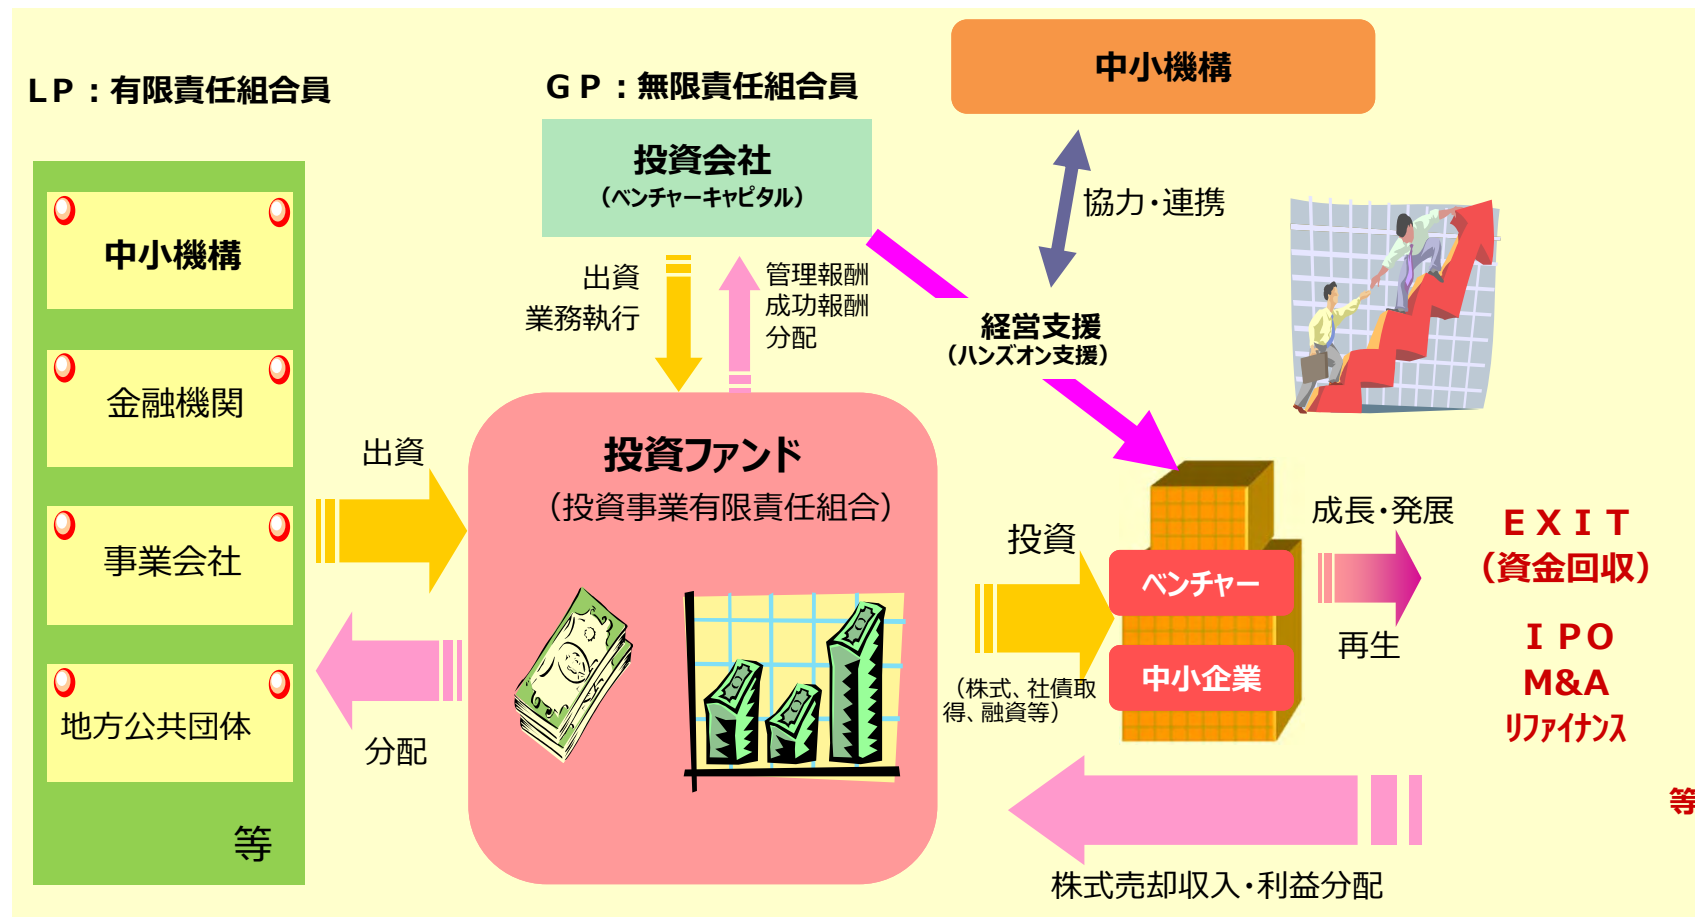 LP：有限責任組合員
中小機構
金融機関
事業会社
地方公共団体
等
出資
分配
GP：無限責任組合員
投資会社
（ベンチャーキャピタル）
出資
業務執行
管理報酬
成功報酬
分配
投資ファンド
（投資事業有限責任組合）
中小機構
協力・連携
経営支援
（ハンズオン支援）
投資
（株式、社債取
得、融資等）
ベンチャー
中小企業
成長・発展
再生
EXIT
（資金回収）
IPO
M&A
リファイナンス
等
株式売却収入・利益分配